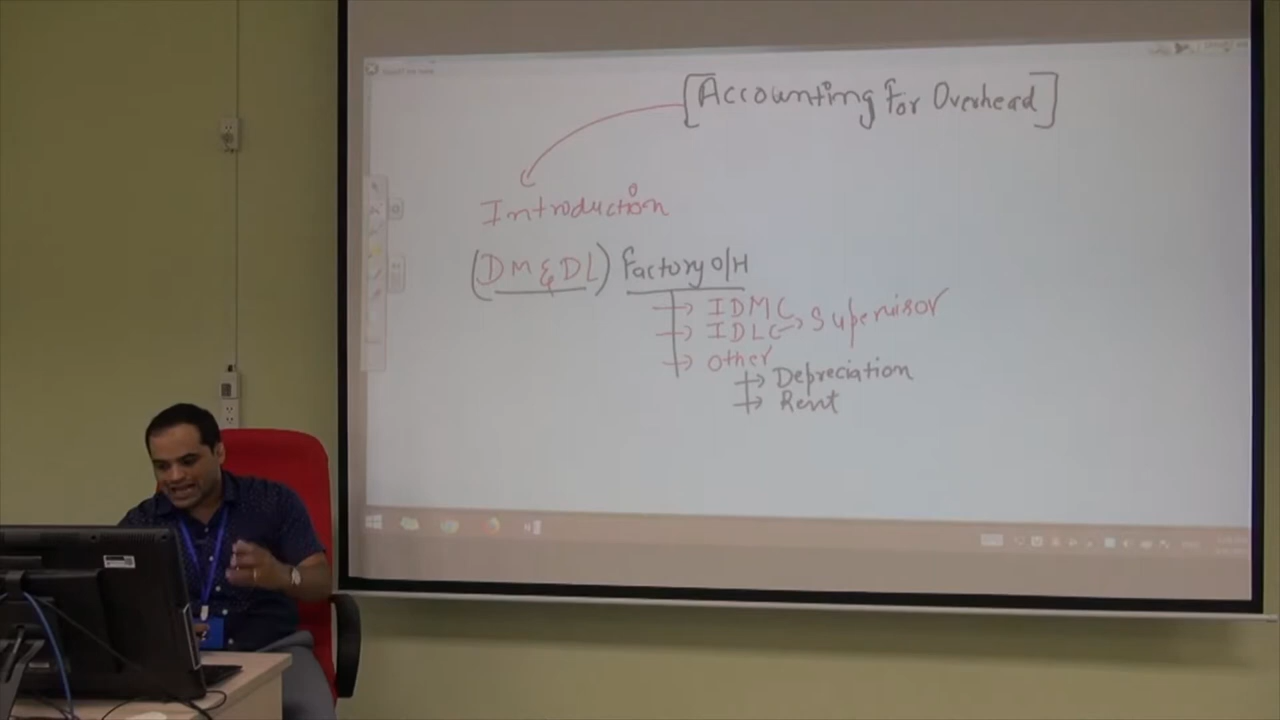 [Accounting For Overhead]
Introduction
(DM & DL) Factory O/H
IDMC
IDLC → Supervisor
Other
Depreciation
Rent